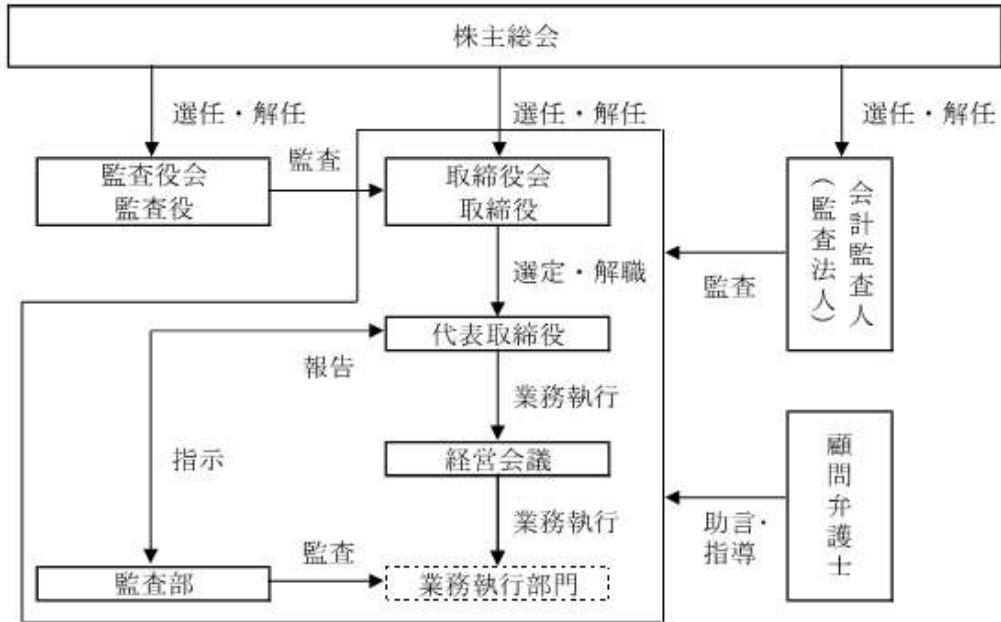 株主総会
選任・解任
選任・解任
選任・解任
監査役会
監査役
監査
取締役会
取締役
会計監査人
(監査法人)
選定・解職
監査
代表取締役
報告
業務執行
指示
経営会議
顧問弁護士
業務執行
助言・
指導
監査部
監査
業務執行部門